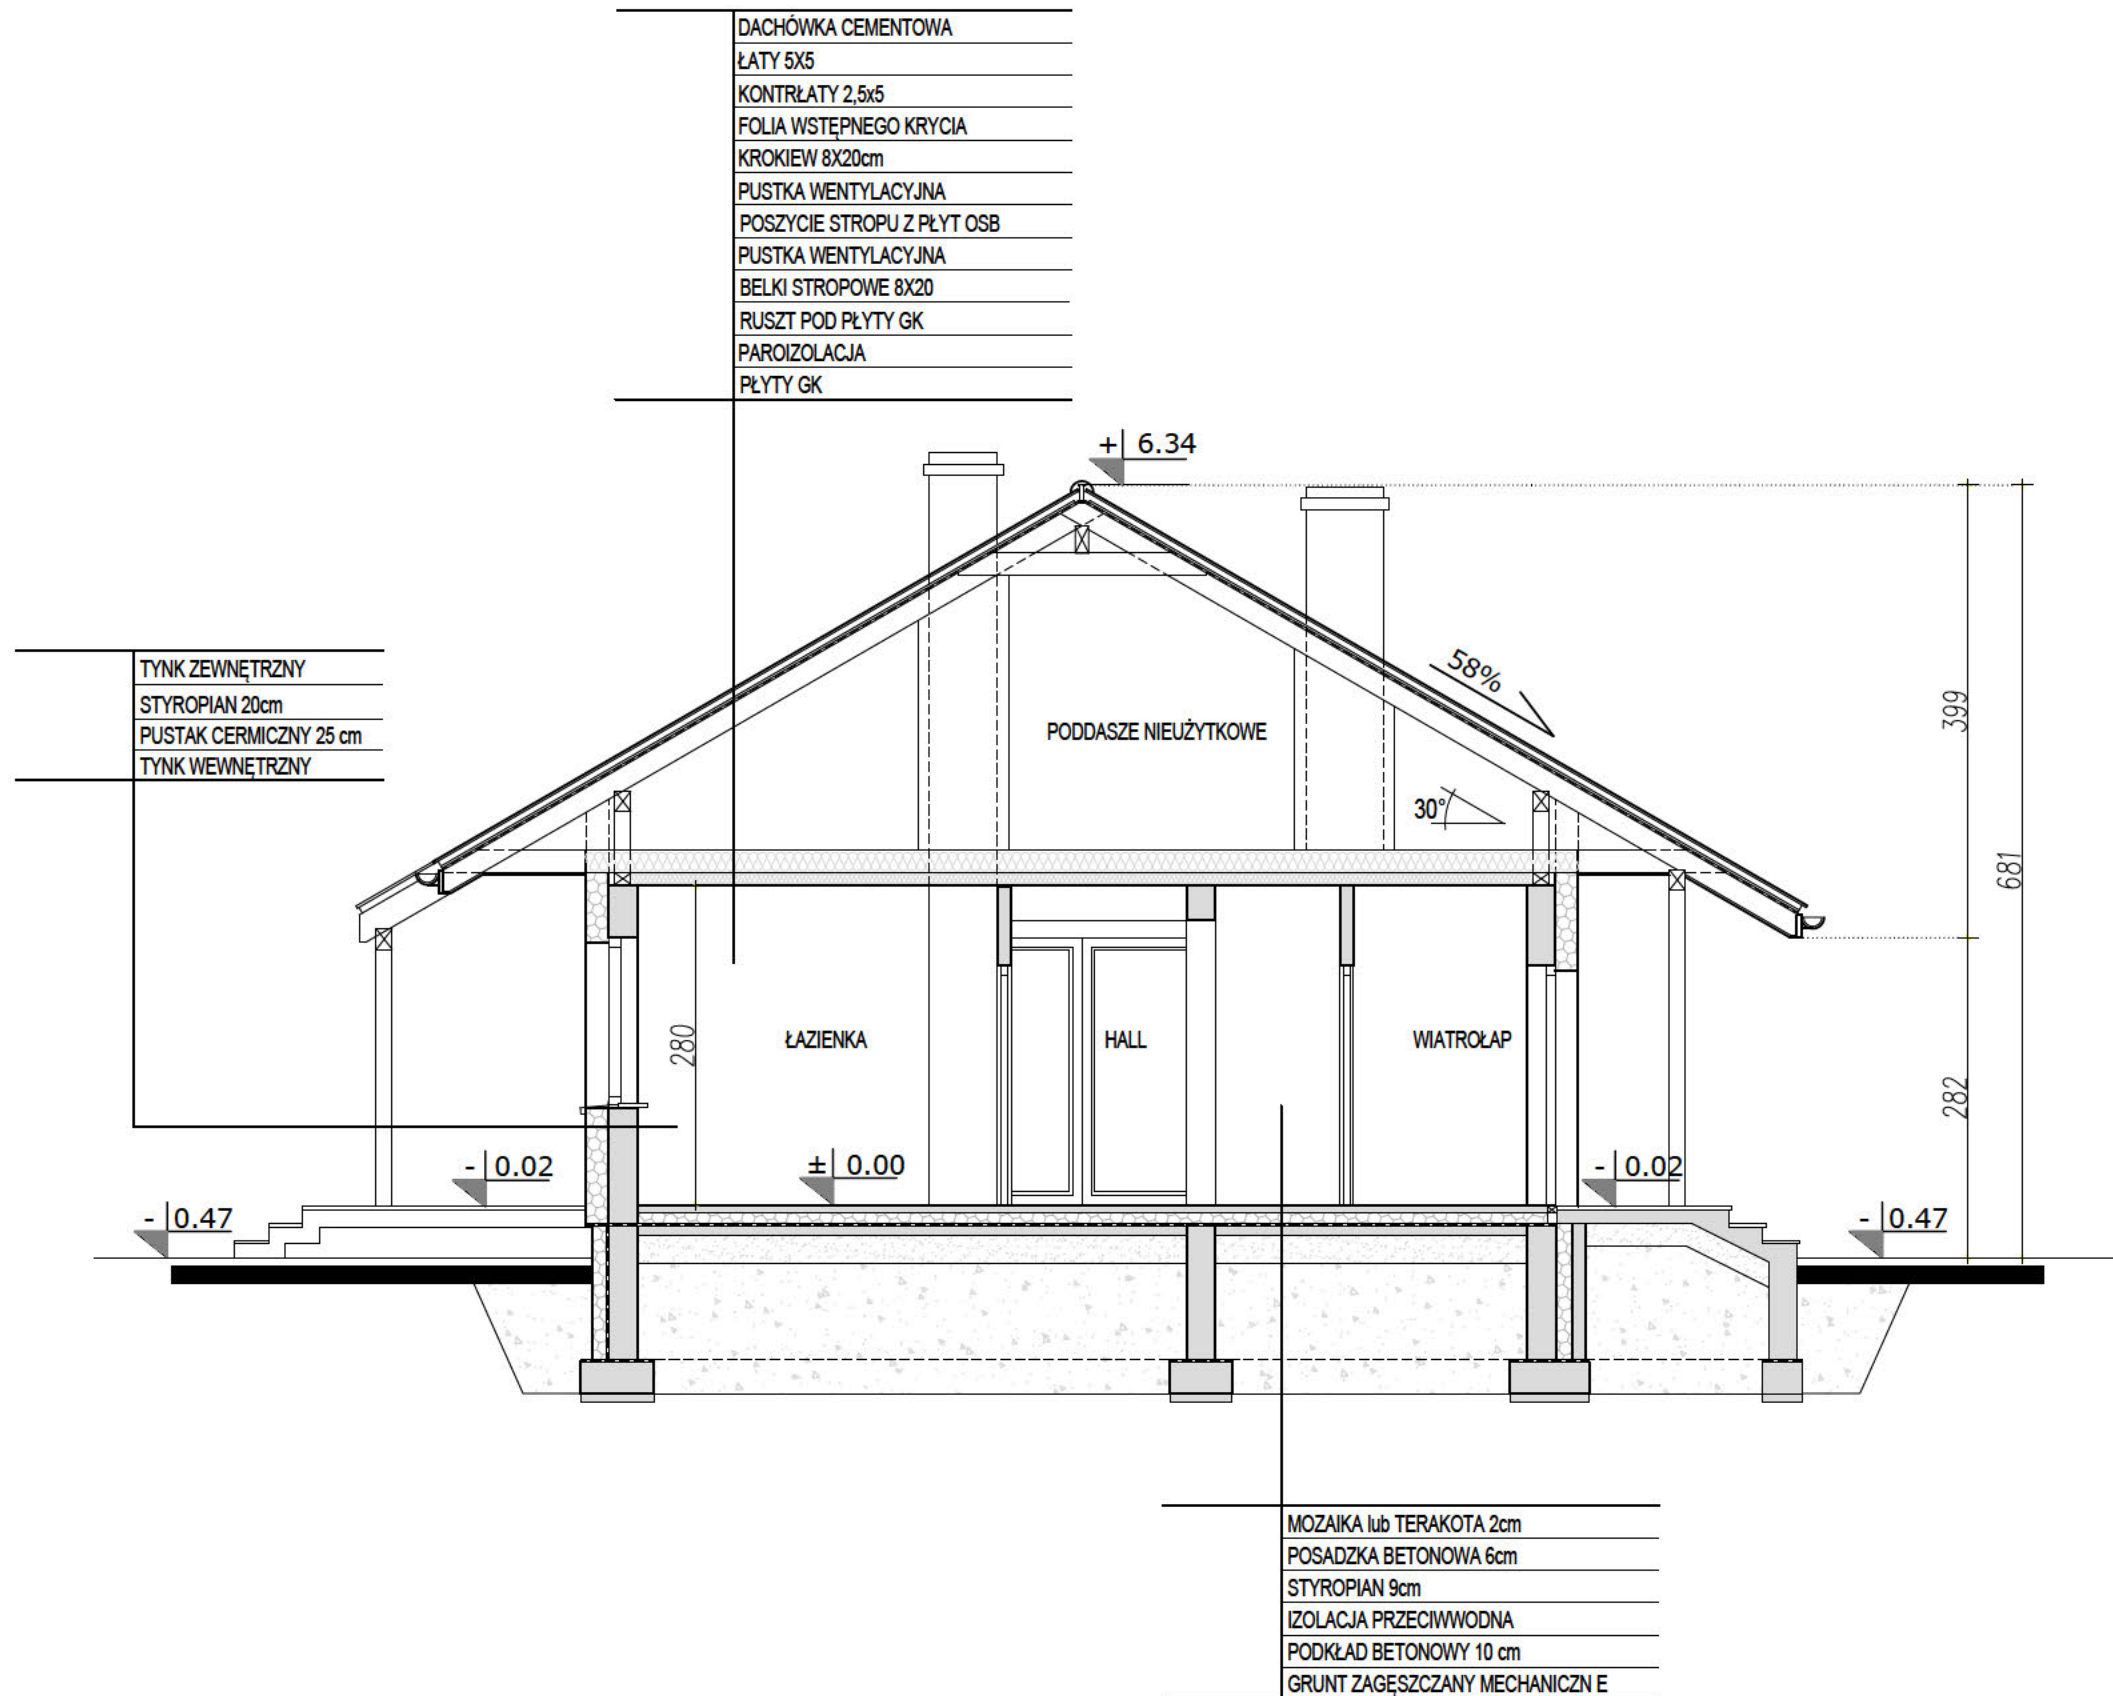 DACHÓWKA CEMENTOWA
ŁATY 5X5
KONTRŁATY 2,5x5
FOLIA WSTĘPNEGO KRYCIA
KROKIEW 8X20cm
PUSTKA WENTYLACYJNA
POSZYCIE STROPU Z PŁYT OSB
PUSTKA WENTYLACYJNA
BELKI STROPOWE 8X20
RUSZT POD PŁYTY GK
PAROIZOLACJA
PŁYTY GK
+ 6.34
TYNK ZEWNĘTRZNY
STYROPIAN 20cm
PUSTAK CERMICZNY 25 cm
TYNK WEWNĘTRZNY
58%
PODDASZE NIEUŻYTKOWE
399
30°
681
280
ŁAZIENKA
HALL
WIATROŁAP
282
- 0.02
± 0.00
- 0.02
- 0.47
- 0.47
MOZAIKA lub TERAKOTA 2cm
POSADZKA BETONOWA 6cm
STYROPIAN 9cm
IZOLACJA PRZECIWWODNA
PODKŁAD BETONOWY 10 cm
GRUNT ZAGĘSZCZANY MECHANICZN E